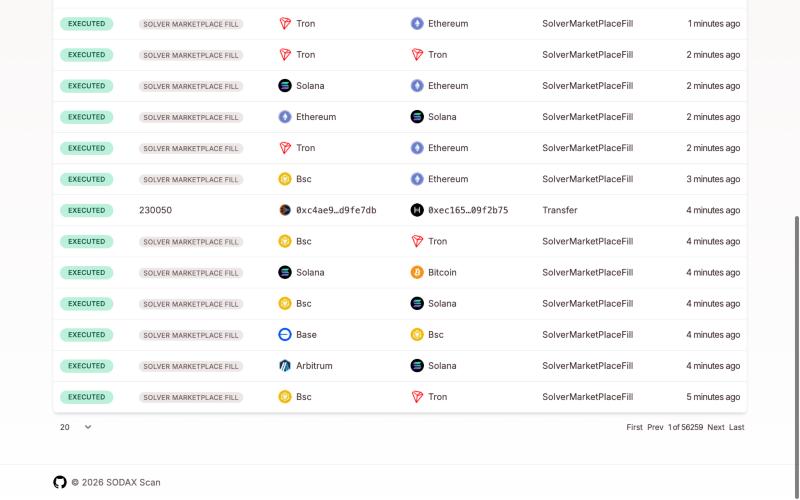 EXECUTED SOLVER MARKETPLACE FILL Tron Ethereum SolverMarketPlaceFill 1 minutes ago
EXECUTED SOLVER MARKETPLACE FILL Tron Tron SolverMarketPlaceFill 2 minutes ago
EXECUTED SOLVER MARKETPLACE FILL Solana Ethereum SolverMarketPlaceFill 2 minutes ago
EXECUTED SOLVER MARKETPLACE FILL Ethereum Solana SolverMarketPlaceFill 2 minutes ago
EXECUTED SOLVER MARKETPLACE FILL Tron Ethereum SolverMarketPlaceFill 2 minutes ago
EXECUTED SOLVER MARKETPLACE FILL Bsc Ethereum SolverMarketPlaceFill 3 minutes ago
EXECUTED 230050 0xc4ae9…d9fe7db 0xec165…09f2b75 Transfer 4 minutes ago
EXECUTED SOLVER MARKETPLACE FILL Bsc Tron SolverMarketPlaceFill 4 minutes ago
EXECUTED SOLVER MARKETPLACE FILL Solana Bitcoin SolverMarketPlaceFill 4 minutes ago
EXECUTED SOLVER MARKETPLACE FILL Bsc Solana SolverMarketPlaceFill 4 minutes ago
EXECUTED SOLVER MARKETPLACE FILL Base Bsc SolverMarketPlaceFill 4 minutes ago
EXECUTED SOLVER MARKETPLACE FILL Arbitrum Solana SolverMarketPlaceFill 4 minutes ago
EXECUTED SOLVER MARKETPLACE FILL Bsc Tron SolverMarketPlaceFill 5 minutes ago
20 First Prev 1 of 56259 Next Last
© 2026 SODAX Scan